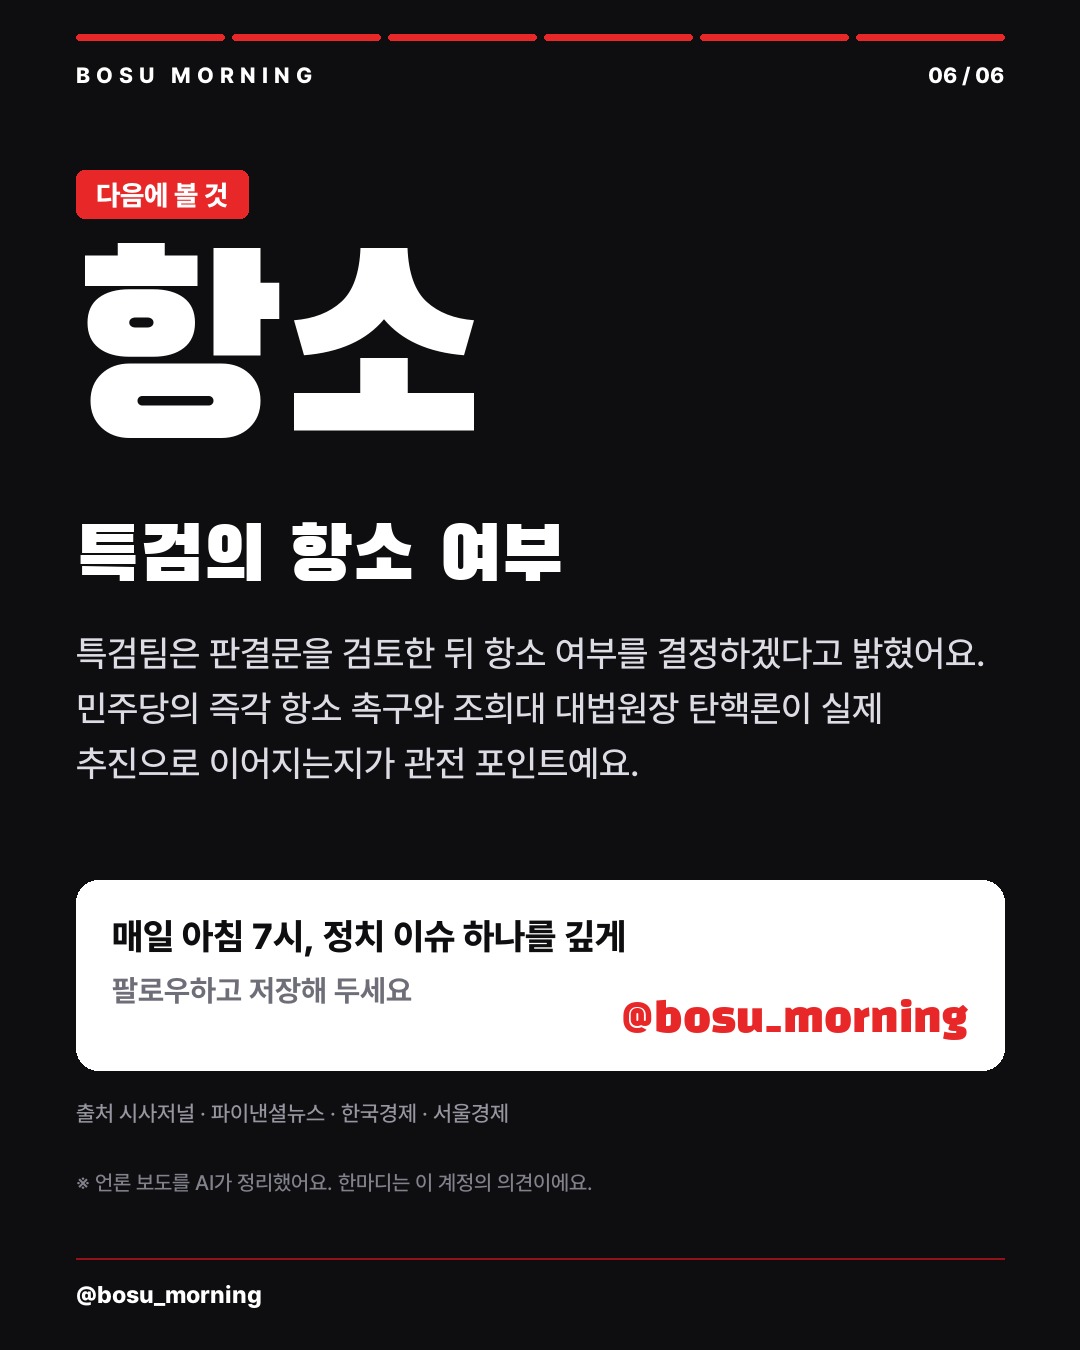 BOSU MORNING
06 / 06
다음에 볼 것
항소
특검의 항소 여부
특검팀은 판결문을 검토한 뒤 항소 여부를 결정하겠다고 밝혔어요.
민주당의 즉각 항소 촉구와 조희대 대법원장 탄핵론이 실제
추진으로 이어지는지가 관전 포인트예요.
매일 아침 7시, 정치 이슈 하나를 깊게
팔로우하고 저장해 두세요
@bosu_morning
출처 시사저널 · 파이낸셜뉴스 · 한국경제 · 서울경제
※ 언론 보도를 AI가 정리했어요. 한마디는 이 계정의 의견이에요.
@bosu_morning